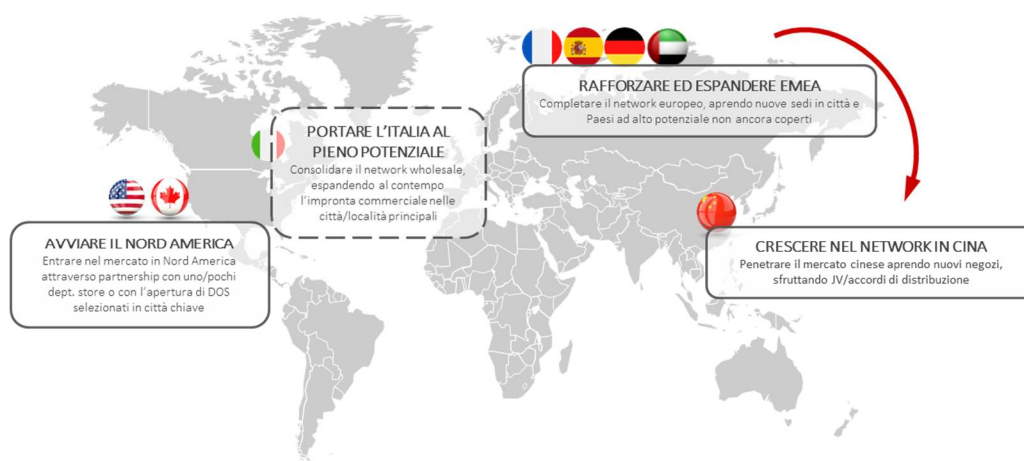 RAFFORZARE ED ESPANDERE EMEA
Completare il network europeo, aprendo nuove sedi in città e
Paesi ad alto potenziale non ancora coperti
PORTARE L'ITALIA AL
PIENO POTENZIALE
Consolidare il network wholesale,
espandendo al contempo
l'impronta commerciale nelle
città/località principali
AVVIARE IL NORD AMERICA
Entrare nel mercato in Nord America
attraverso partnership con uno/pochi
dept. store o con l'apertura di DOS
selezionati in città chiave
CRESCERE NEL NETWORK IN CINA
Penetrare il mercato cinese aprendo nuovi negozi,
sfruttando JV/accordi di distribuzione